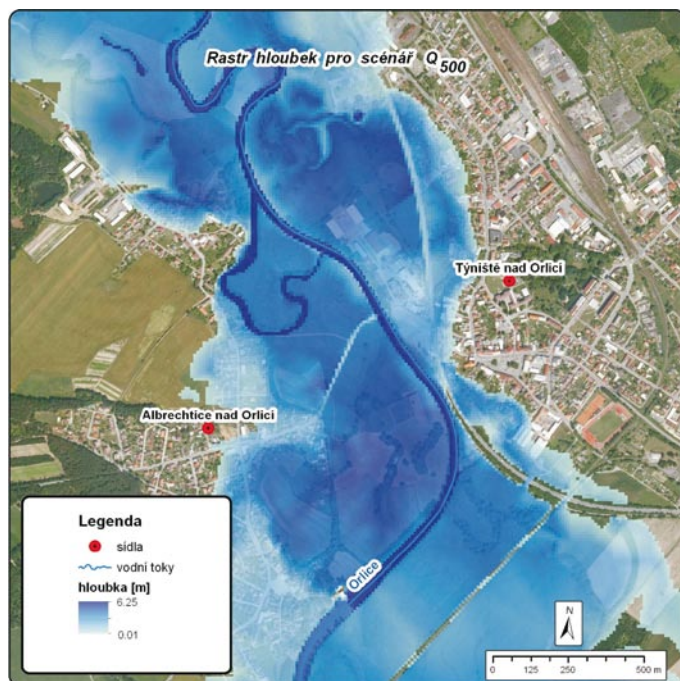 Rastr hloubek pro scénář Q500
Týniště nad Orlicí
Albrechtice nad Orlicí
Orlice
Legenda
sídla
vodní toky
hloubka [m]
6.25
0.01
N
0 125 250 500 m